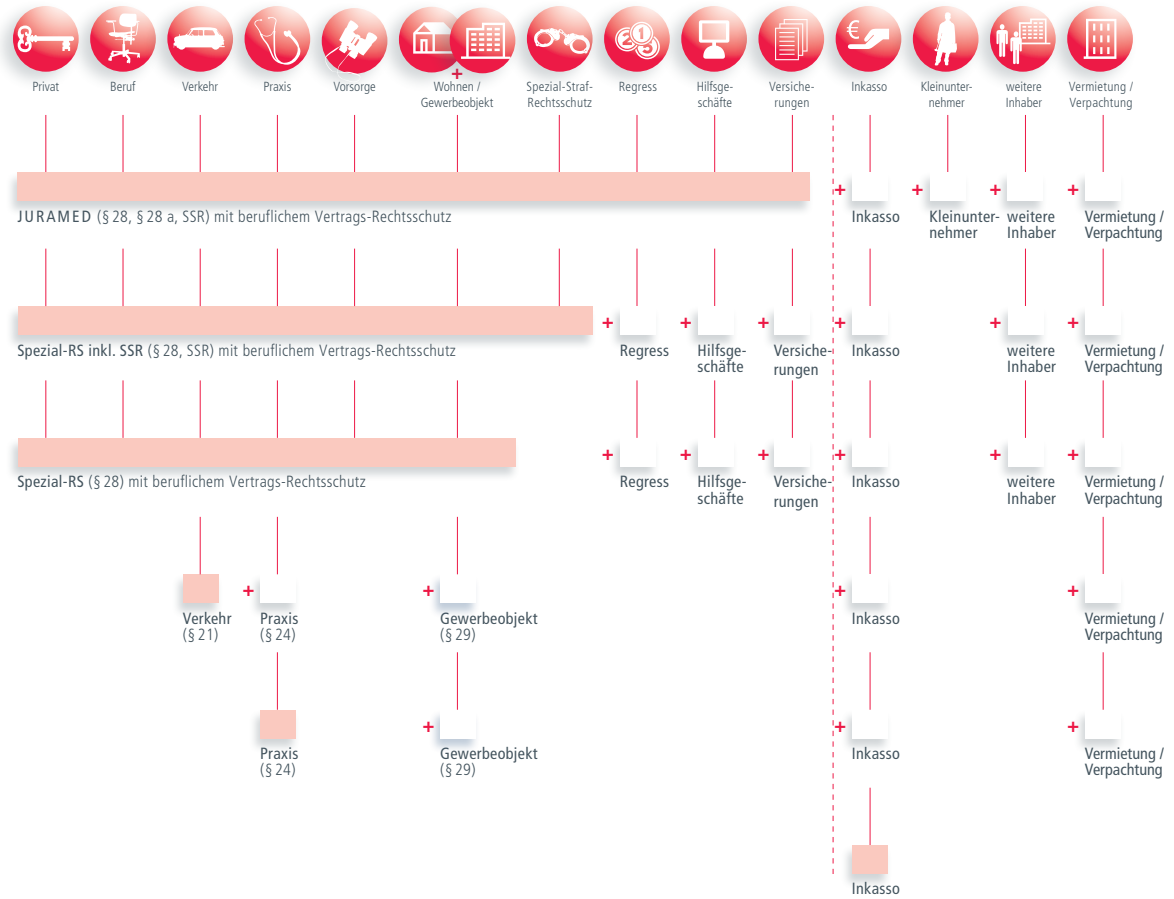 Privat
Beruf
Verkehr
Praxis
Vorsorge
Wohnen /
Gewerbeobjekt
+
Spezial-Straf-
Rechtsschutz
Regress
Hilfsge-
schäfte
Versiche-
rungen
€
Inkasso
Kleinunter-
nehmer
weitere
Inhaber
Vermietung /
Verpachtung
JURAMED (§ 28, § 28 a, SSR) mit beruflichem Vertrags-Rechtsschutz
+
Inkasso
+
Kleinunter-
nehmer
+
weitere
Inhaber
+
Vermietung /
Verpachtung
Spezial-RS inkl. SSR (§ 28, SSR) mit beruflichem Vertrags-Rechtsschutz
+
Regress
+
Hilfsge-
schäfte
+
Versiche-
rungen
+
Inkasso
+
weitere
Inhaber
+
Vermietung /
Verpachtung
Spezial-RS (§ 28) mit beruflichem Vertrags-Rechtsschutz
+
Regress
+
Hilfsge-
schäfte
+
Versiche-
rungen
+
Inkasso
+
weitere
Inhaber
+
Vermietung /
Verpachtung
Verkehr
(§ 21)
+
Praxis
(§ 24)
+
Gewerbeobjekt
(§ 29)
+
Inkasso
+
Vermietung /
Verpachtung
Praxis
(§ 24)
+
Gewerbeobjekt
(§ 29)
+
Inkasso
+
Vermietung /
Verpachtung
Inkasso